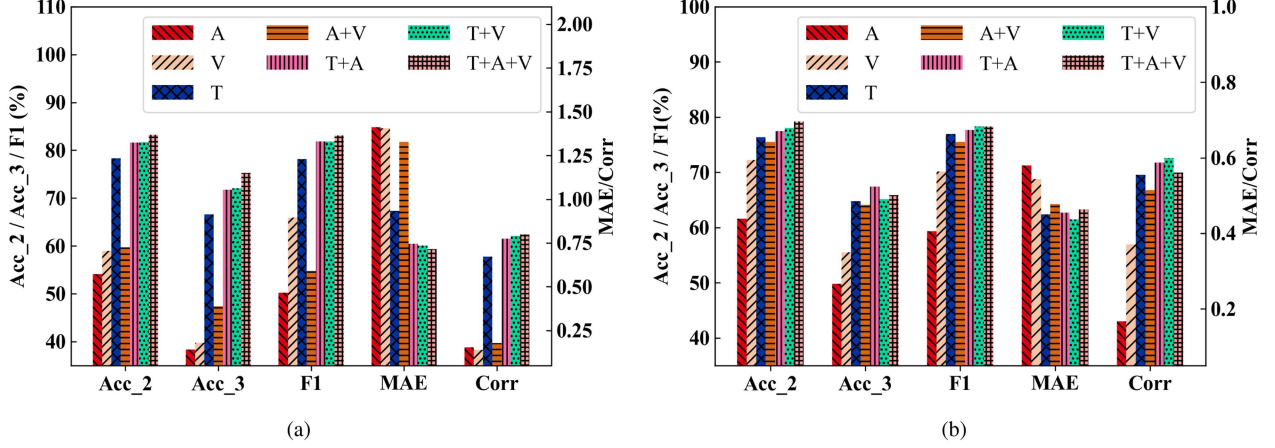 110
100
90
80
70
60
50
40
Acc_2 / Acc_3 / F1 (%)
A
V
T
A+V
T+A
T+V
T+A+V
2.00
1.75
1.50
1.25
1.00
0.75
0.50
0.25
MAE/Corr
Acc_2 Acc_3 F1 MAE Corr
(a)
100
90
80
70
60
50
40
Acc_2 / Acc_3 / F1(%)
A
V
T
A+V
T+A
T+V
T+A+V
1.0
0.8
0.6
0.4
0.2
MAE/Corr
Acc_2 Acc_3 F1 MAE Corr
(b)